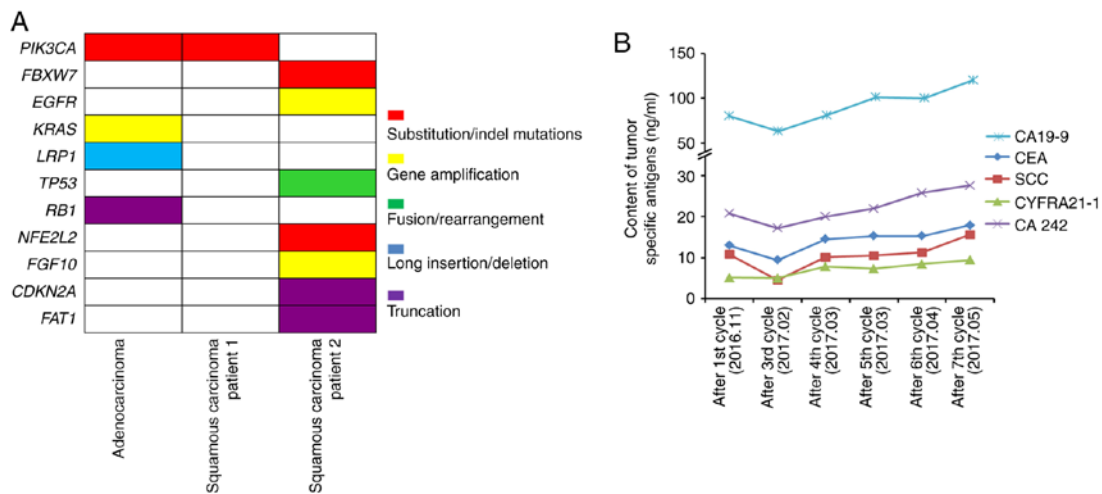 A
PIK3CA
FBXW7
EGFR
KRAS
LRP1
TP53
RB1
NFE2L2
FGF10
CDKN2A
FAT1
Adenocarcinoma
Squamous carcinoma
patient 1
Squamous carcinoma
patient 2
Substitution/indel mutations
Gene amplification
Fusion/rearrangement
Long insertion/deletion
Truncation
B
Content of tumor
specific antigens (ng/ml)
150
100
50
30
20
10
0
After 1st cycle
(2016.11)
After 3rd cycle
(2017.02)
After 4th cycle
(2017.03)
After 5th cycle
(2017.03)
After 6th cycle
(2017.04)
After 7th cycle
(2017.05)
CA19-9
CEA
SCC
CYFRA21-1
CA 242